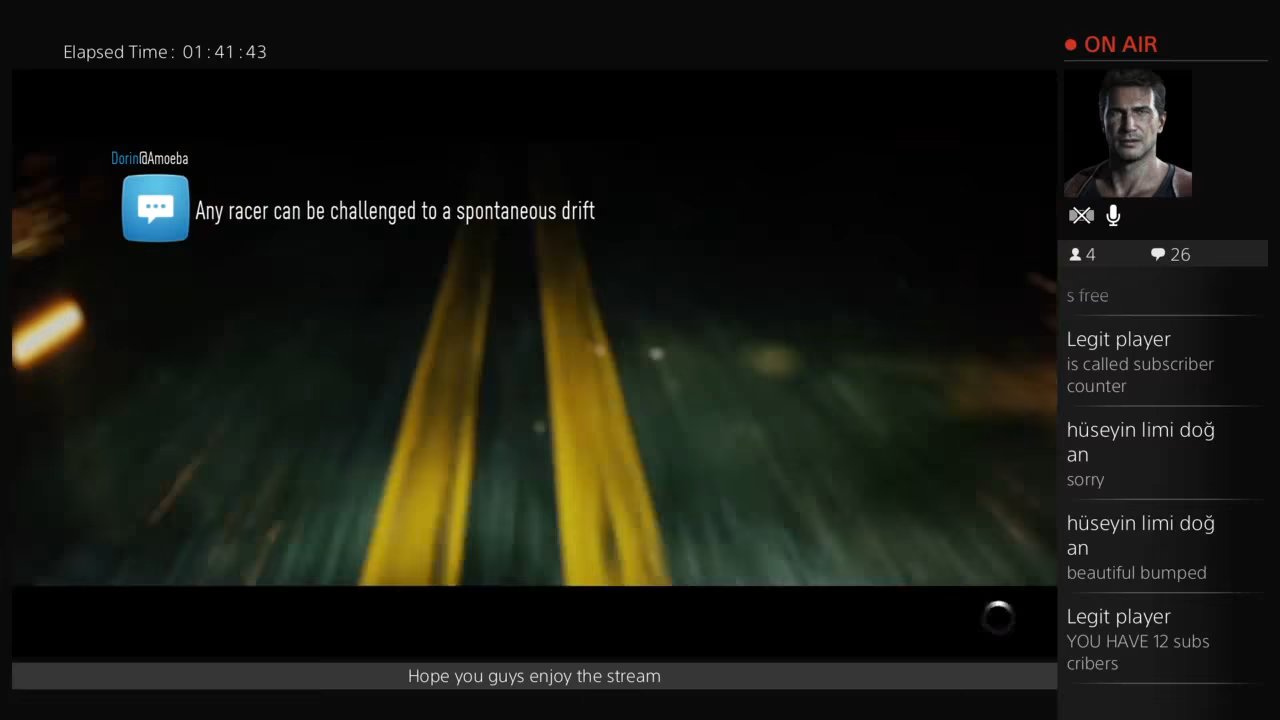 Elapsed Time: 01:41:43
ON AIR
Dorin@Amoeba
Any racer can be challenged to a spontaneous drift
4 26
s free
Legit player
is called subscriber
counter
hüseyin limi doğ
an
sorry
hüseyin limi doğ
an
beautiful bumped
Legit player
YOU HAVE 12 subs
cribers
Hope you guys enjoy the stream